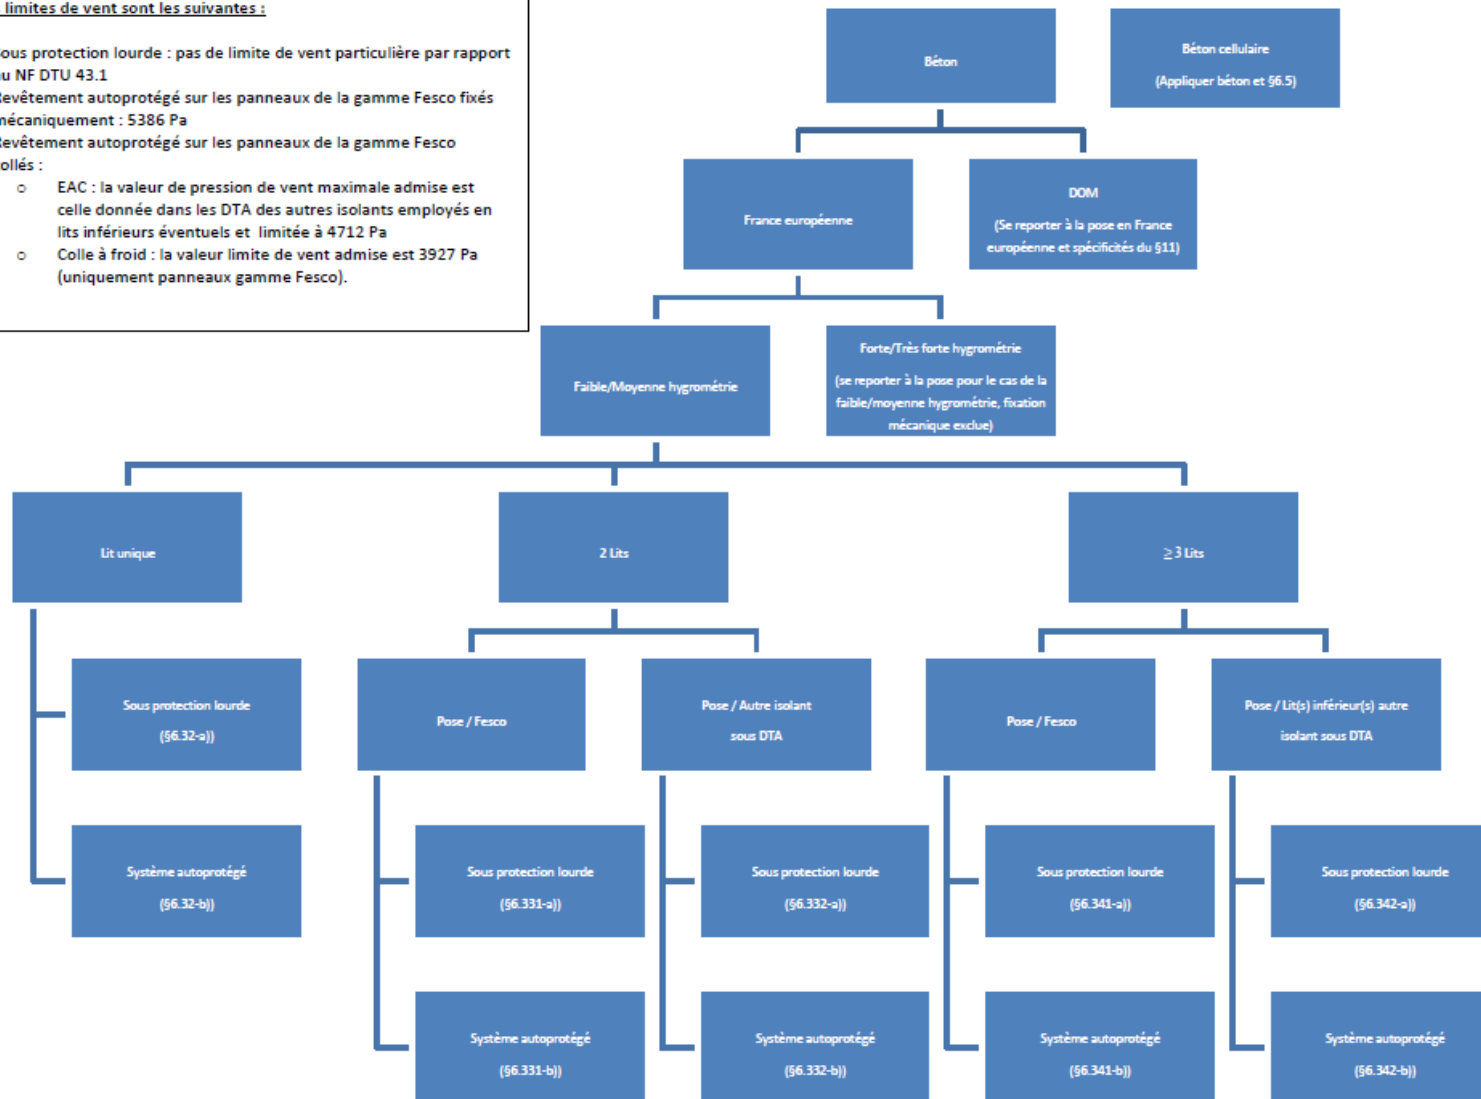 limites de vent sont les suivantes :
ous protection lourde : pas de limite de vent particulière par rapport
u NF DTU 43.1
Revêtement autoprotégé sur les panneaux de la gamme Fesco fixés
mécaniquement : 5386 Pa
Revêtement autoprotégé sur les panneaux de la gamme Fesco
ollés :
o EAC : la valeur de pression de vent maximale admise est
celle donnée dans les DTA des autres isolants employés en
lits inférieurs éventuels et limitée à 4712 Pa
o Colle à froid : la valeur limite de vent admise est 3927 Pa
(uniquement panneaux gamme Fesco).
Béton
Béton cellulaire
(Appliquer béton et §6.5)
France européenne
DOM
(Se reporter à la pose en France
européenne et spécificités du §11)
Faible/Moyenne hygrométrie
Forte/Très forte hygrométrie
(se reporter à la pose pour le cas de la
faible/moyenne hygrométrie, fixation
mécanique exclue)
Lit unique
2 Lits
≥ 3 Lits
Sous protection lourde
(§6.32-a))
Pose / Fesco
Pose / Autre isolant
sous DTA
Pose / Fesco
Pose / Lit(s) inférieur(s) autre
isolant sous DTA
Système autoprotégé
(§6.32-b))
Sous protection lourde
(§6.331-a))
Sous protection lourde
(§6.332-a))
Sous protection lourde
(§6.341-a))
Sous protection lourde
(§6.342-a))
Système autoprotégé
(§6.331-b))
Système autoprotégé
(§6.332-b))
Système autoprotégé
(§6.341-b))
Système autoprotégé
(§6.342-b))